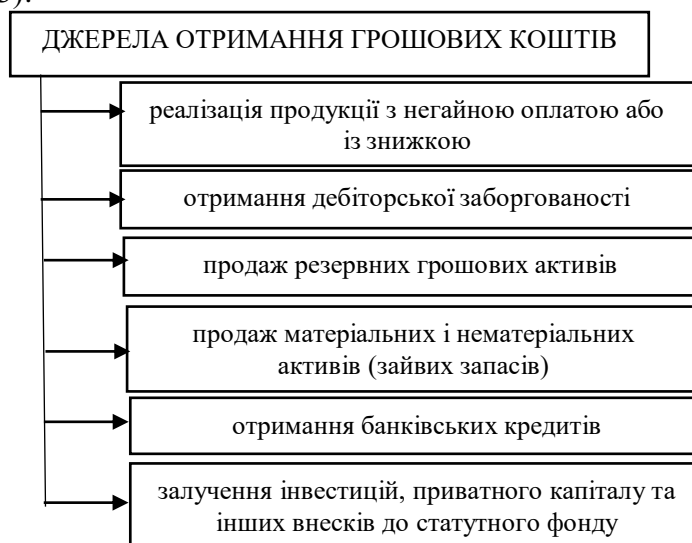 ДЖЕРЕЛА ОТРИМАННЯ ГРОШОВИХ КОШТІВ
реалізація продукції з негайною оплатою або
із знижкою
отримання дебіторської заборгованості
продаж резервних грошових активів
продаж матеріальних і нематеріальних
активів (зайвих запасів)
отримання банківських кредитів
залучення інвестицій, приватного капіталу та
інших внесків до статутного фонду